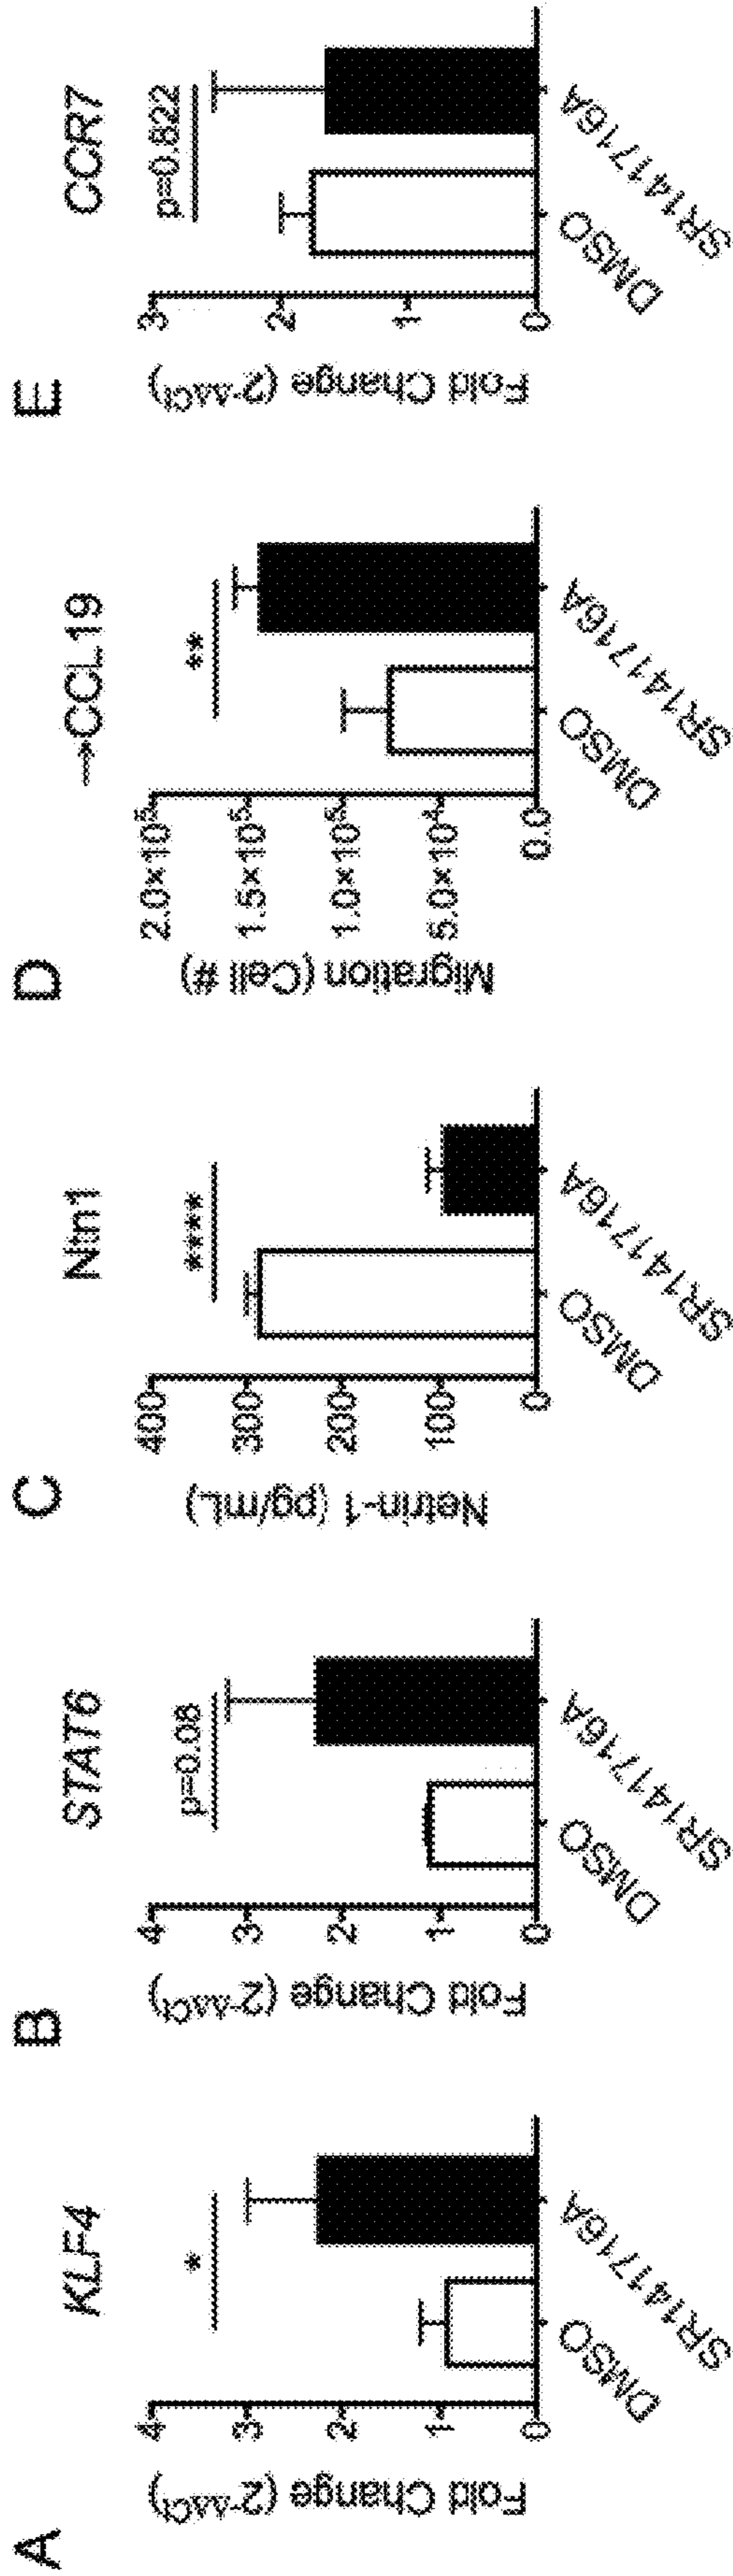 A
KLF4
Fold Change (2^-ΔΔCt)
4
3
2
1
0
*
DMSO
SR141716A
B
STAT6
Fold Change (2^-ΔΔCt)
4
3
2
1
0
p=0.08
DMSO
SR141716A
C
Ntn1
Netrin-1 (pg/mL)
400
300
200
100
0
****
DMSO
SR141716A
D
→CCL19
Migration (Cell #)
2.0×10⁵
1.5×10⁵
1.0×10⁵
5.0×10⁴
0.0
**
DMSO
SR141716A
E
CCR7
Fold Change (2^-ΔΔCt)
3
2
1
0
p=0.822
DMSO
SR141716A